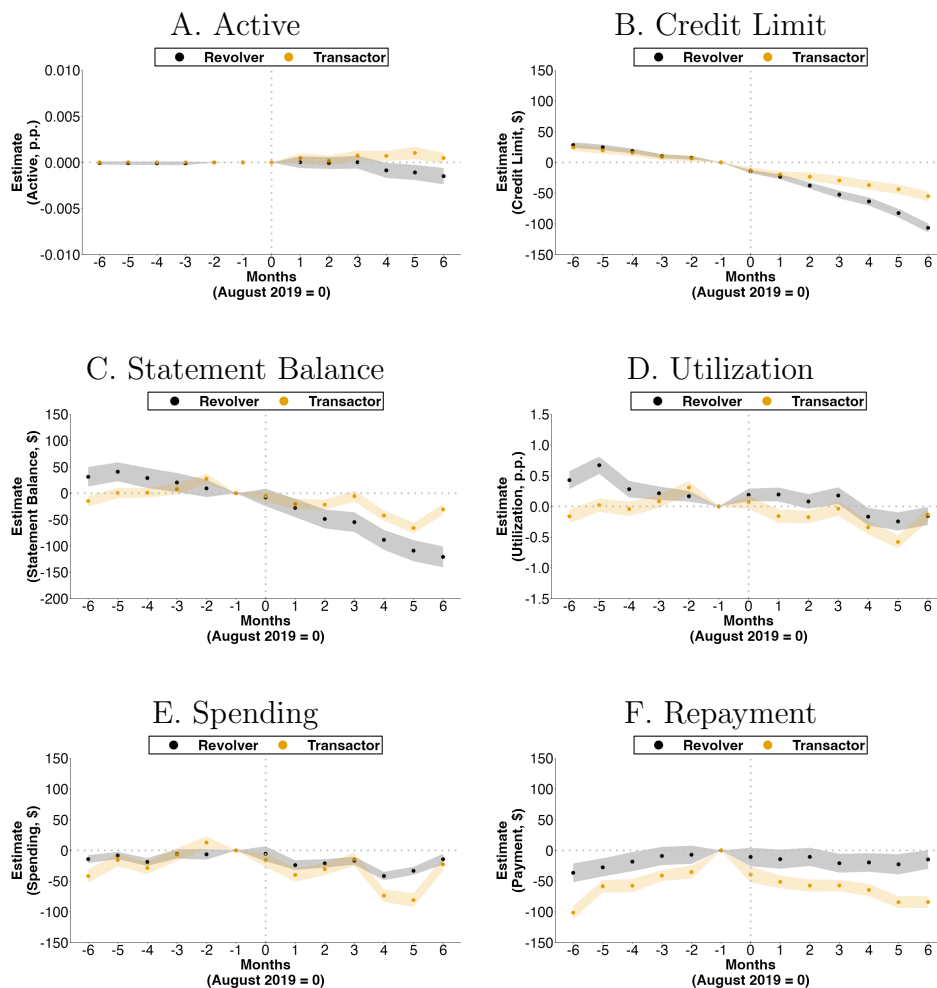 A. Active
Revolver Transactor
0.010
0.005
0.000
-0.005
-0.010
Estimate
(Active, p.p.)
-6 -5 -4 -3 -2 -1 0 1 2 3 4 5 6
Months
(August 2019 = 0)
B. Credit Limit
Revolver Transactor
150
100
50
0
-50
-100
-150
Estimate
(Credit Limit, $)
-6 -5 -4 -3 -2 -1 0 1 2 3 4 5 6
Months
(August 2019 = 0)
C. Statement Balance
Revolver Transactor
150
100
50
0
-50
-100
-150
-200
Estimate
(Statement Balance, $)
-6 -5 -4 -3 -2 -1 0 1 2 3 4 5 6
Months
(August 2019 = 0)
D. Utilization
Revolver Transactor
1.5
1.0
0.5
0.0
-0.5
-1.0
-1.5
Estimate
(Utilization, p.p.)
-6 -5 -4 -3 -2 -1 0 1 2 3 4 5 6
Months
(August 2019 = 0)
E. Spending
Revolver Transactor
150
100
50
0
-50
-100
-150
Estimate
(Spending, $)
-6 -5 -4 -3 -2 -1 0 1 2 3 4 5 6
Months
(August 2019 = 0)
F. Repayment
Revolver Transactor
150
100
50
0
-50
-100
-150
Estimate
(Payment, $)
-6 -5 -4 -3 -2 -1 0 1 2 3 4 5 6
Months
(August 2019 = 0)